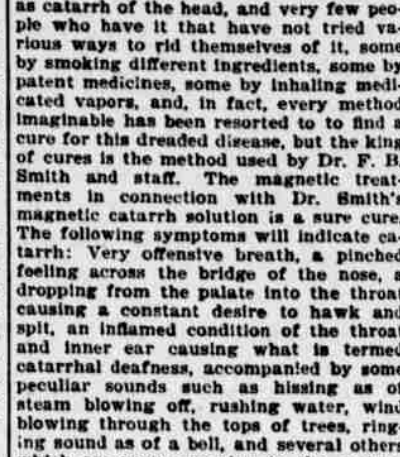 as catarrh of the head, and very few peo-
ple who have it that have not tried va-
rious ways to rid themselves of it, some
by smoking different ingredients, some by
patent medicines, some by inhaling medi-
cated vapors, and, in fact, every method
imaginable has been resorted to to find a
cure for this dreaded disease, but the king
of cures is the method used by Dr. F. B.
Smith and staff. The magnetic treat-
ments in connection with Dr. Smith's
magnetic catarrh solution is a sure cure.
The following symptoms will indicate ca-
tarrh: Very offensive breath, a pinched
feeling across the bridge of the nose, a
dropping from the palate into the throat
causing a constant desire to hawk and
spit, an inflamed condition of the throat
and inner ear causing what is termed
catarrhal deafness, accompanied by some
peculiar sounds such as hissing as of
steam blowing off, rushing water, wind
blowing through the tops of trees, ring-
ing sound as of a bell, and several others